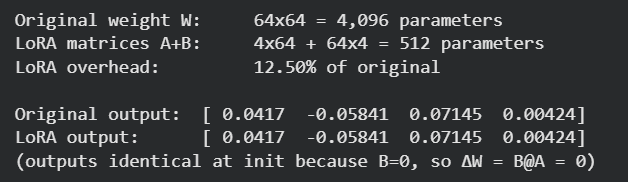 Original weight W:     64x64 = 4,096 parameters
LoRA matrices A+B:     4x64 + 64x4 = 512 parameters
LoRA overhead:         12.50% of original

Original output:  [ 0.0417  -0.05841  0.07145  0.00424]
LoRA output:      [ 0.0417  -0.05841  0.07145  0.00424]
(outputs identical at init because B=0, so ΔW = B@A = 0)